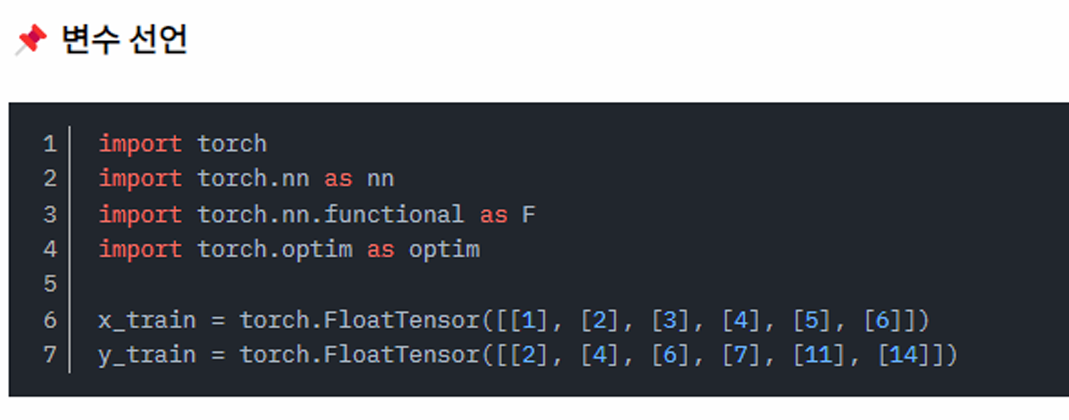 📌 변수 선언
1 import torch
2 import torch.nn as nn
3 import torch.nn.functional as F
4 import torch.optim as optim
5
6 x_train = torch.FloatTensor([[1], [2], [3], [4], [5], [6]])
7 y_train = torch.FloatTensor([[2], [4], [6], [7], [11], [14]])